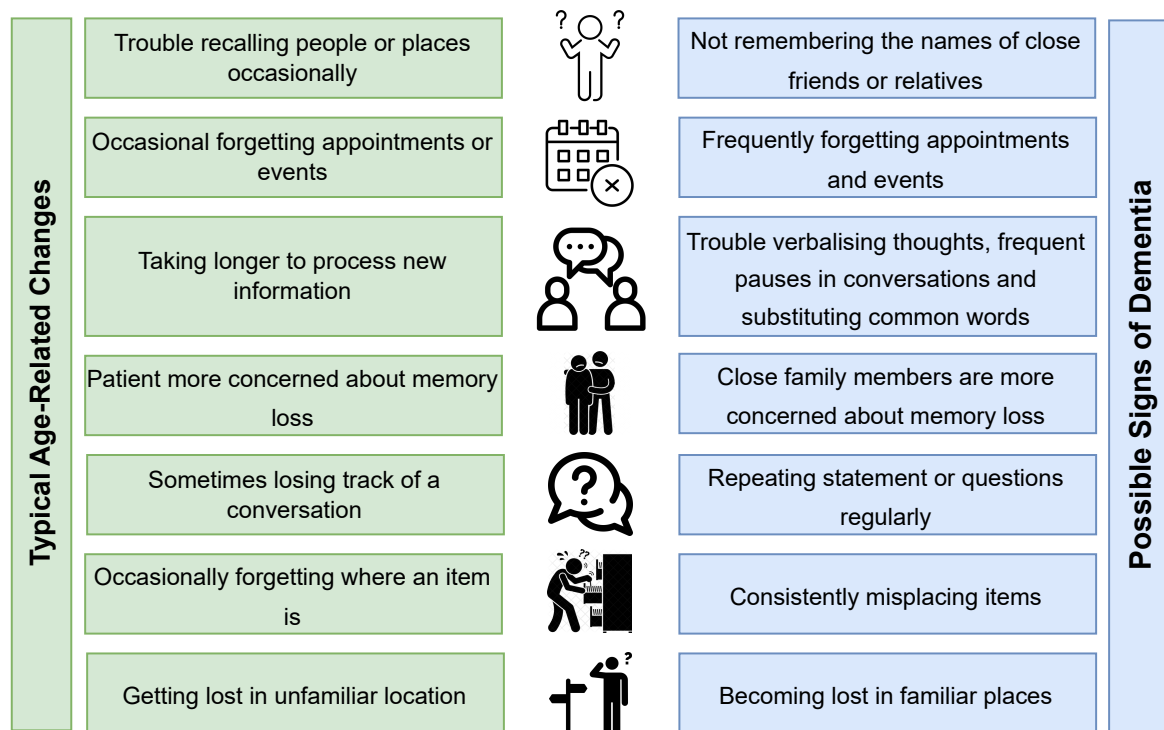 Typical Age-Related Changes
Trouble recalling people or places
occasionally
? ?
Not remembering the names of close
friends or relatives
Possible Signs of Dementia
Occasional forgetting appointments or
events
Frequently forgetting appointments
and events
Taking longer to process new
information
Trouble verbalising thoughts, frequent
pauses in conversations and
substituting common words
Patient more concerned about memory
loss
Close family members are more
concerned about memory loss
Sometimes losing track of a
conversation
?
Repeating statement or questions
regularly
Occasionally forgetting where an item
is
??
Consistently misplacing items
Getting lost in unfamiliar location
?
Becoming lost in familiar places